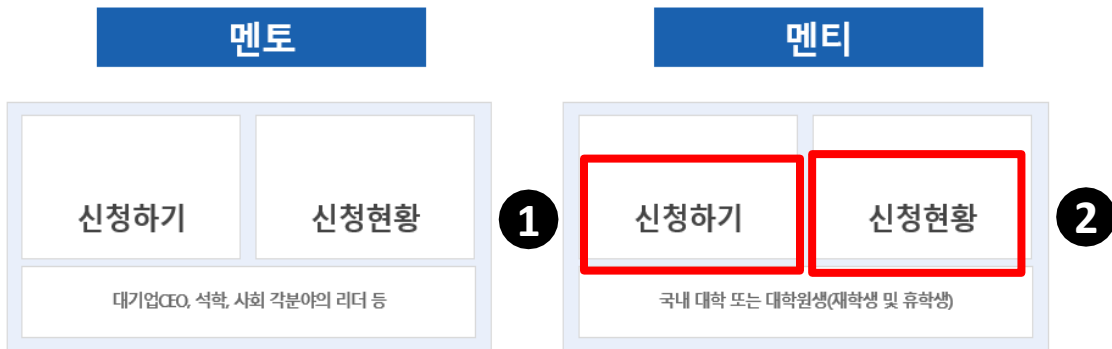 멘토
멘티
신청하기
신청현황
1
신청하기
신청현황
2
대기업CEO, 석학, 사회 각분야의 리더 등
국내 대학 또는 대학원생(재학생 및 휴학생)